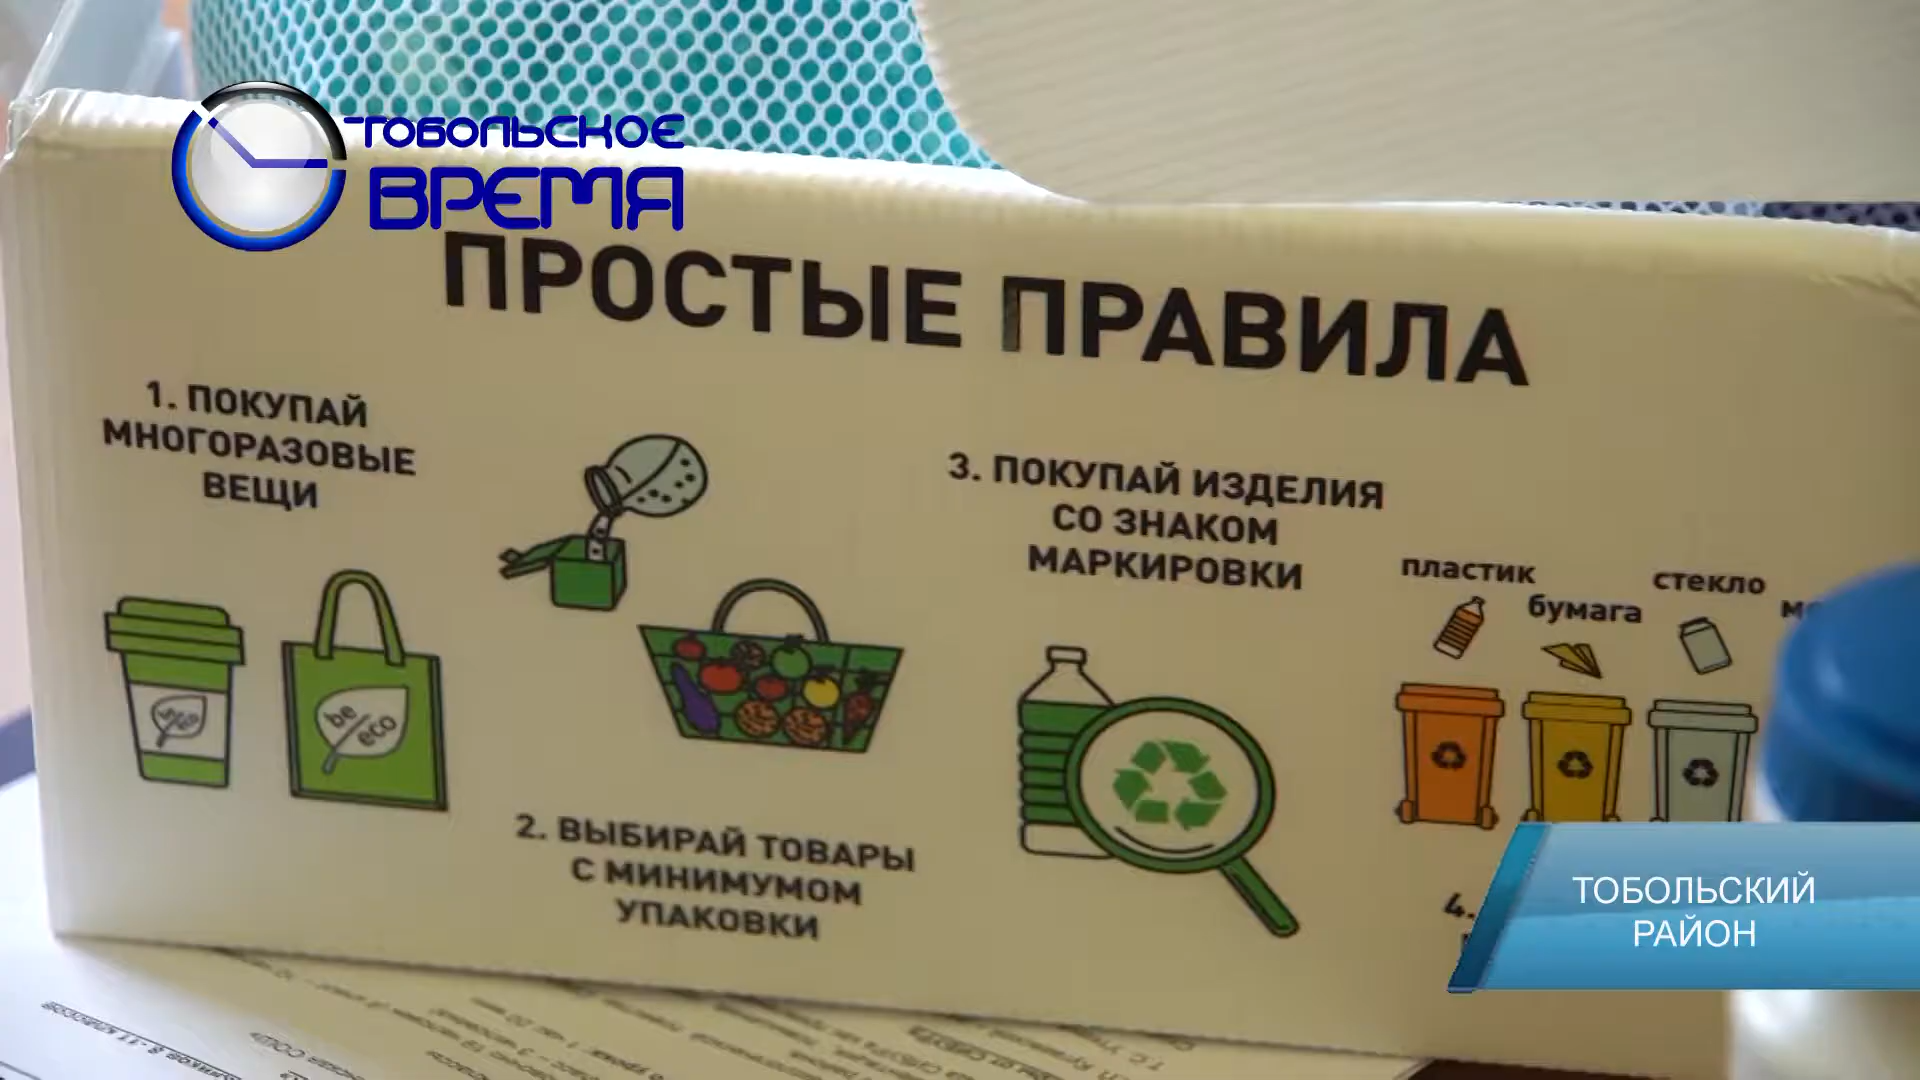 ТОБОЛЬСКОЕ
ВРЕМЯ
ПРОСТЫЕ ПРАВИЛА
1. ПОКУПАЙ
МНОГОРАЗОВЫЕ
ВЕЩИ
be
eco
2. ВЫБИРАЙ ТОВАРЫ
С МИНИМУМОМ
УПАКОВКИ
3. ПОКУПАЙ ИЗДЕЛИЯ
СО ЗНАКОМ
МАРКИРОВКИ
пластик
бумага
стекло
4.
ТОБОЛЬСКИЙ
РАЙОН